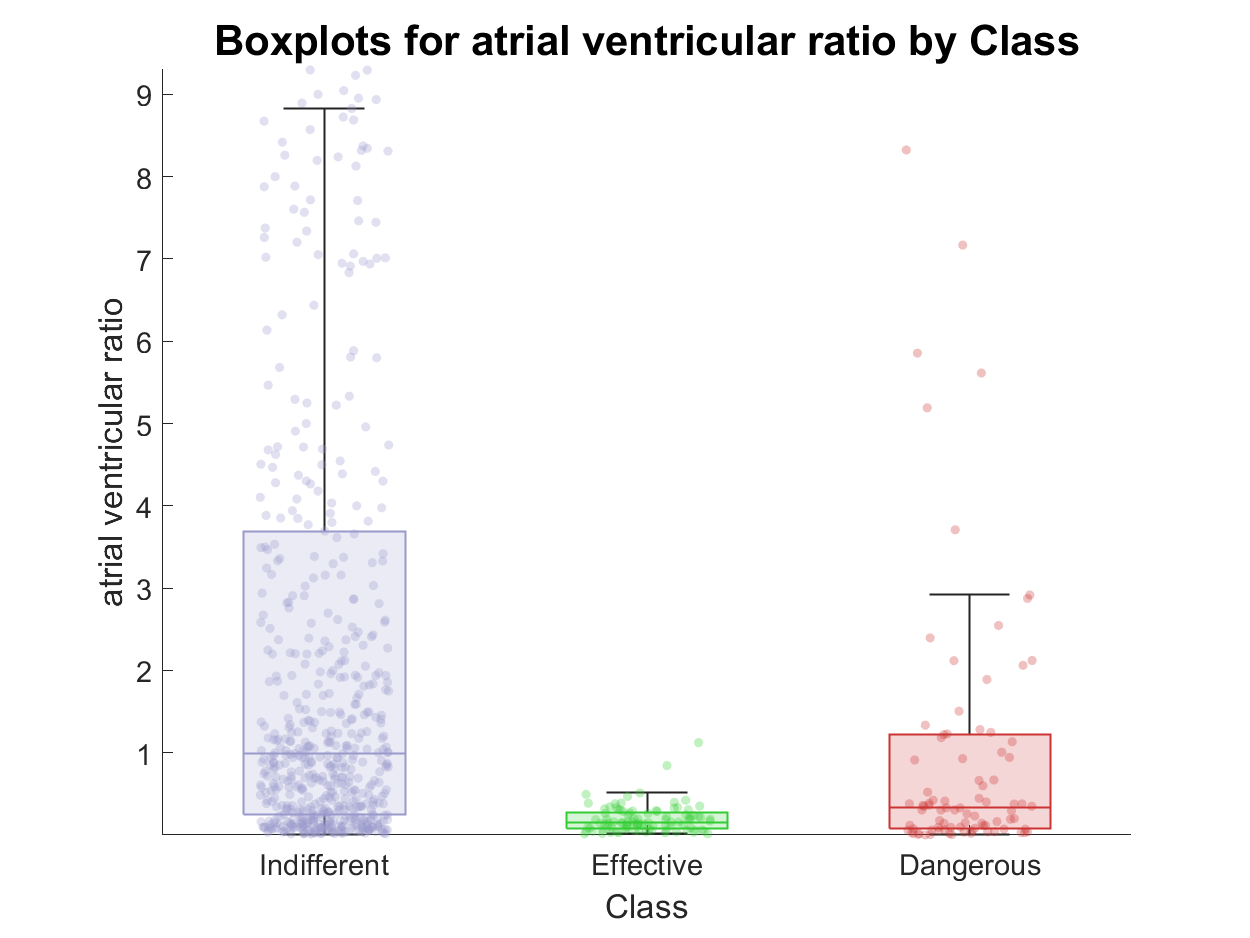 Boxplots for atrial ventricular ratio by Class
9
8
7
6
5
4
3
2
1
atrial ventricular ratio
Indifferent Effective Dangerous
Class